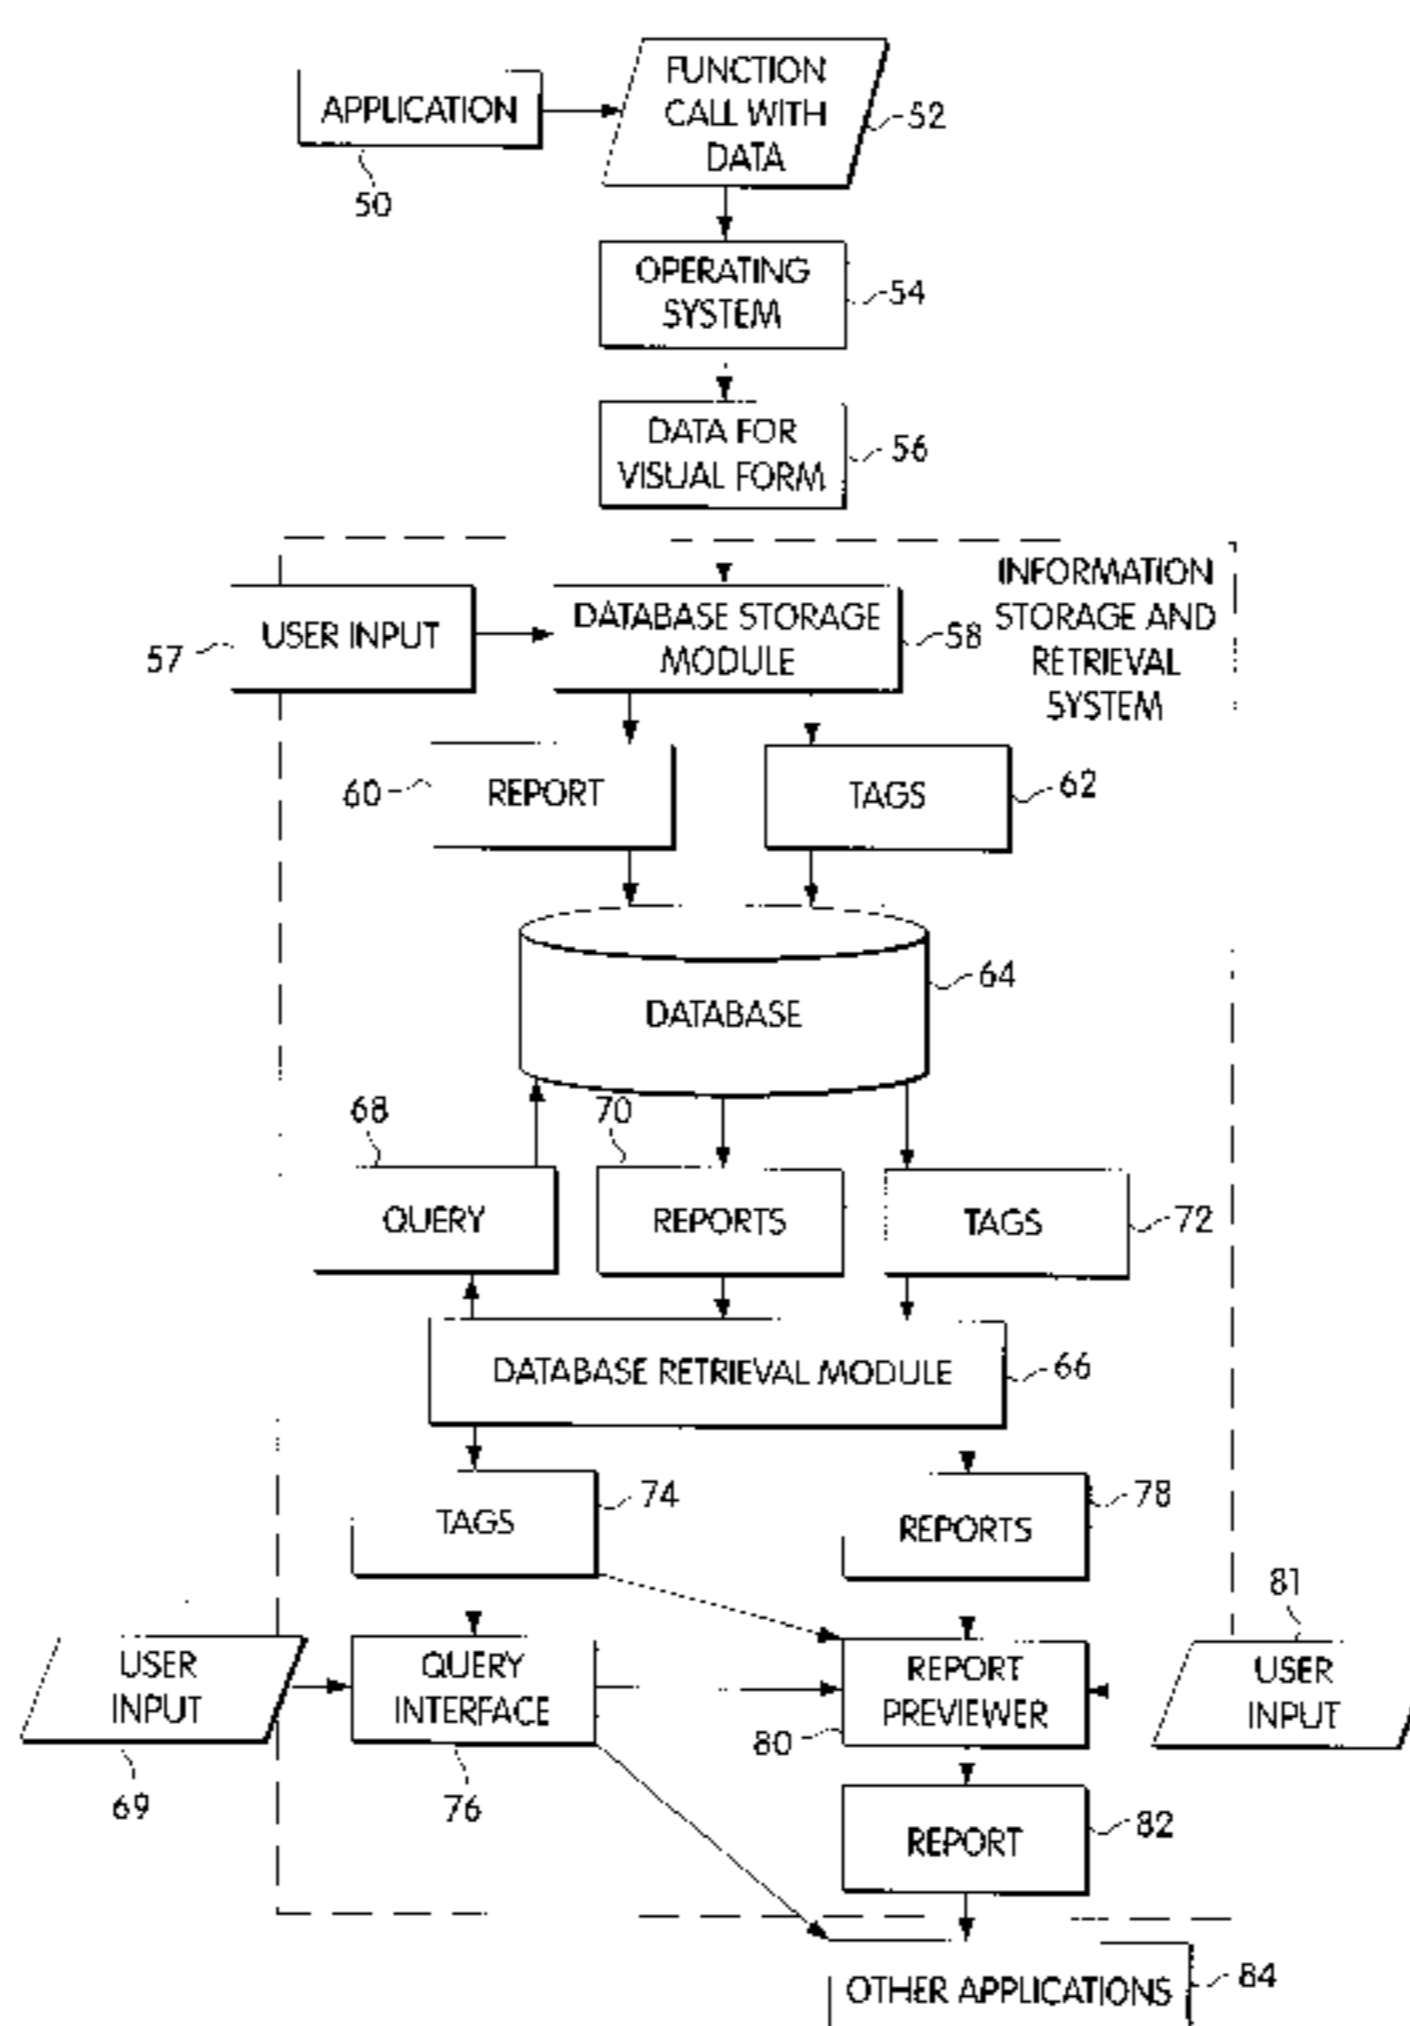 APPLICATION
50
FUNCTION
CALL WITH
DATA
52
OPERATING
SYSTEM
54
DATA FOR
VISUAL FORM
56
INFORMATION
STORAGE AND
RETRIEVAL
SYSTEM
USER INPUT
57
DATABASE STORAGE
MODULE
58
60
REPORT
TAGS
62
DATABASE
64
68
70
QUERY
REPORTS
TAGS
72
DATABASE RETRIEVAL MODULE
66
TAGS
74
REPORTS
78
81
USER
INPUT
69
QUERY
INTERFACE
76
REPORT
PREVIEWER
80
USER
INPUT
REPORT
82
OTHER APPLICATIONS
84